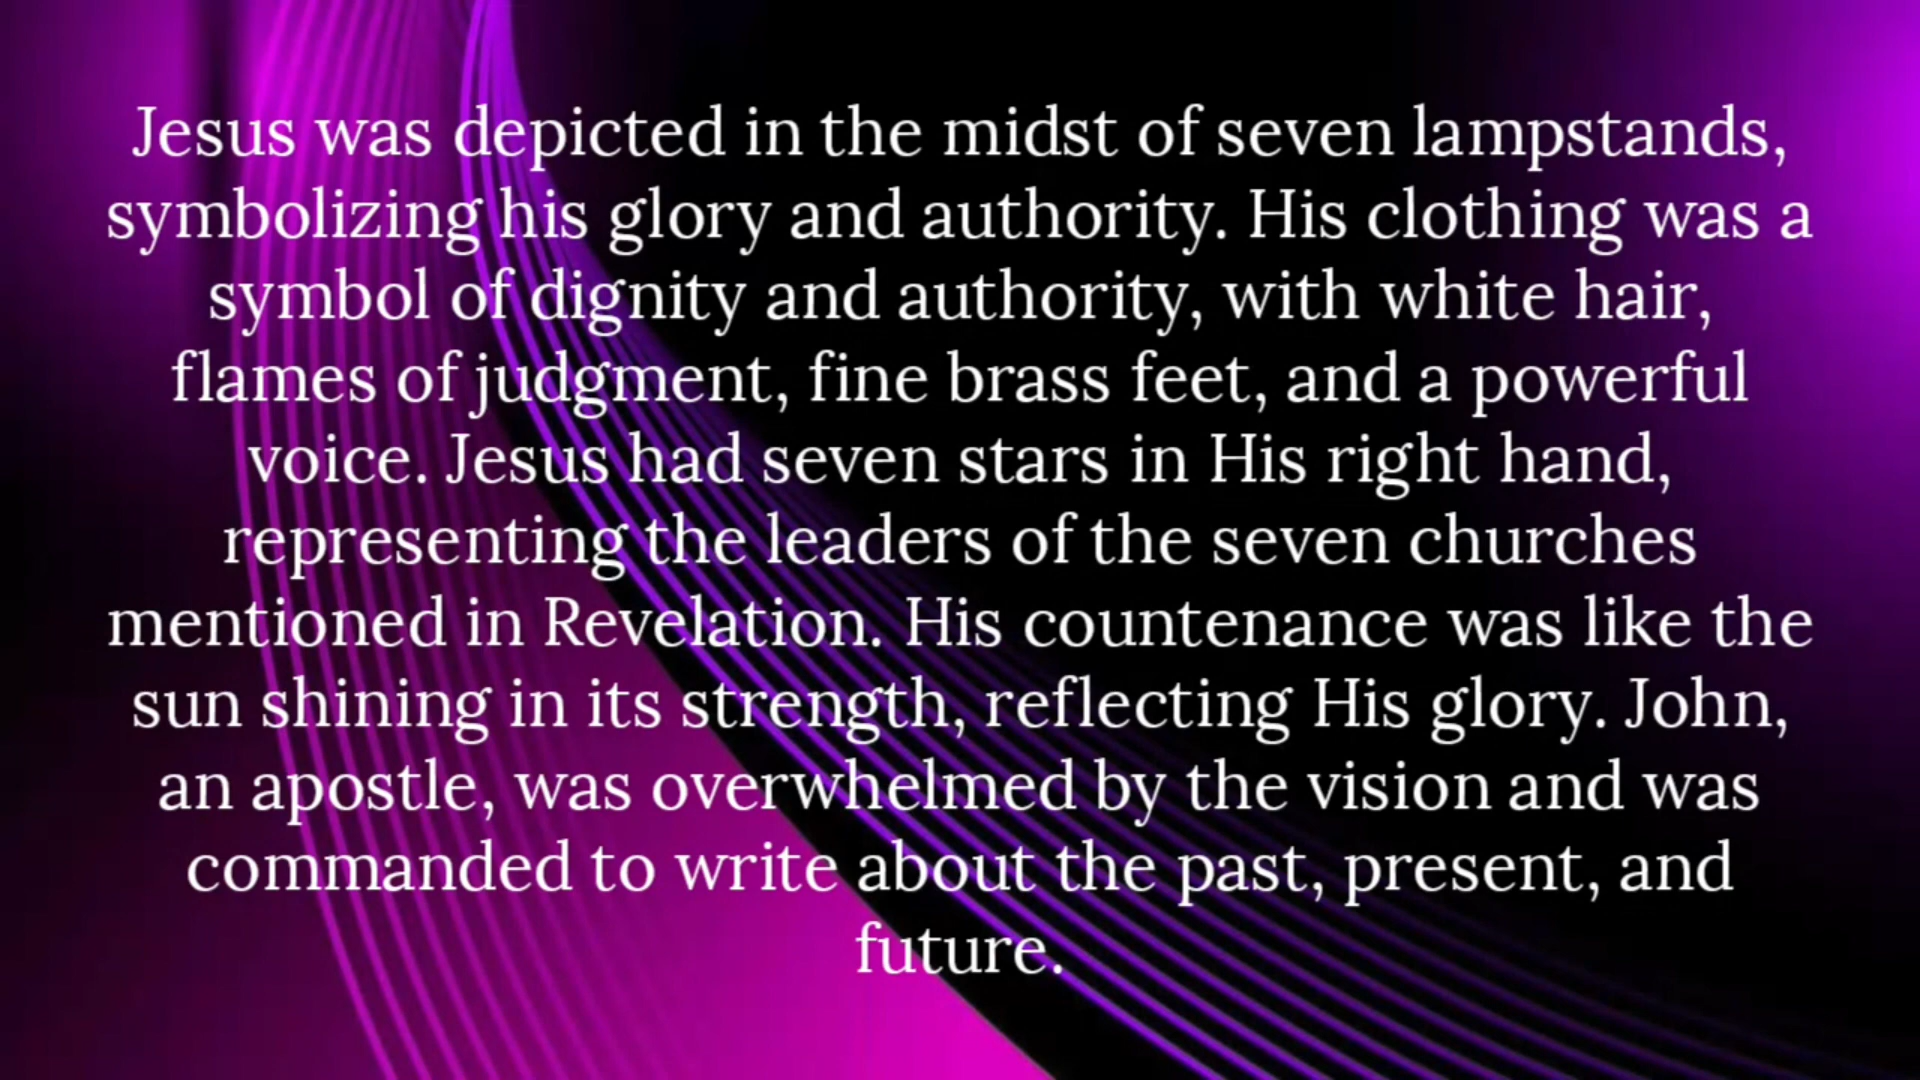 Jesus was depicted in the midst of seven lampstands,
symbolizing his glory and authority. His clothing was a
symbol of dignity and authority, with white hair,
flames of judgment, fine brass feet, and a powerful
voice. Jesus had seven stars in His right hand,
representing the leaders of the seven churches
mentioned in Revelation. His countenance was like the
sun shining in its strength, reflecting His glory. John,
an apostle, was overwhelmed by the vision and was
commanded to write about the past, present, and
future.